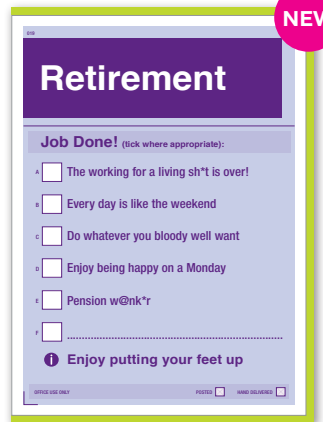 NEW
018
Retirement
Job Done! (tick where appropriate):
A The working for a living sh*t is over!
B Every day is like the weekend
C Do whatever you bloody well want
D Enjoy being happy on a Monday
E Pension w@nk*r
F ..........................................................................
i Enjoy putting your feet up
OFFICE USE ONLY POSTED HAND DELIVERED